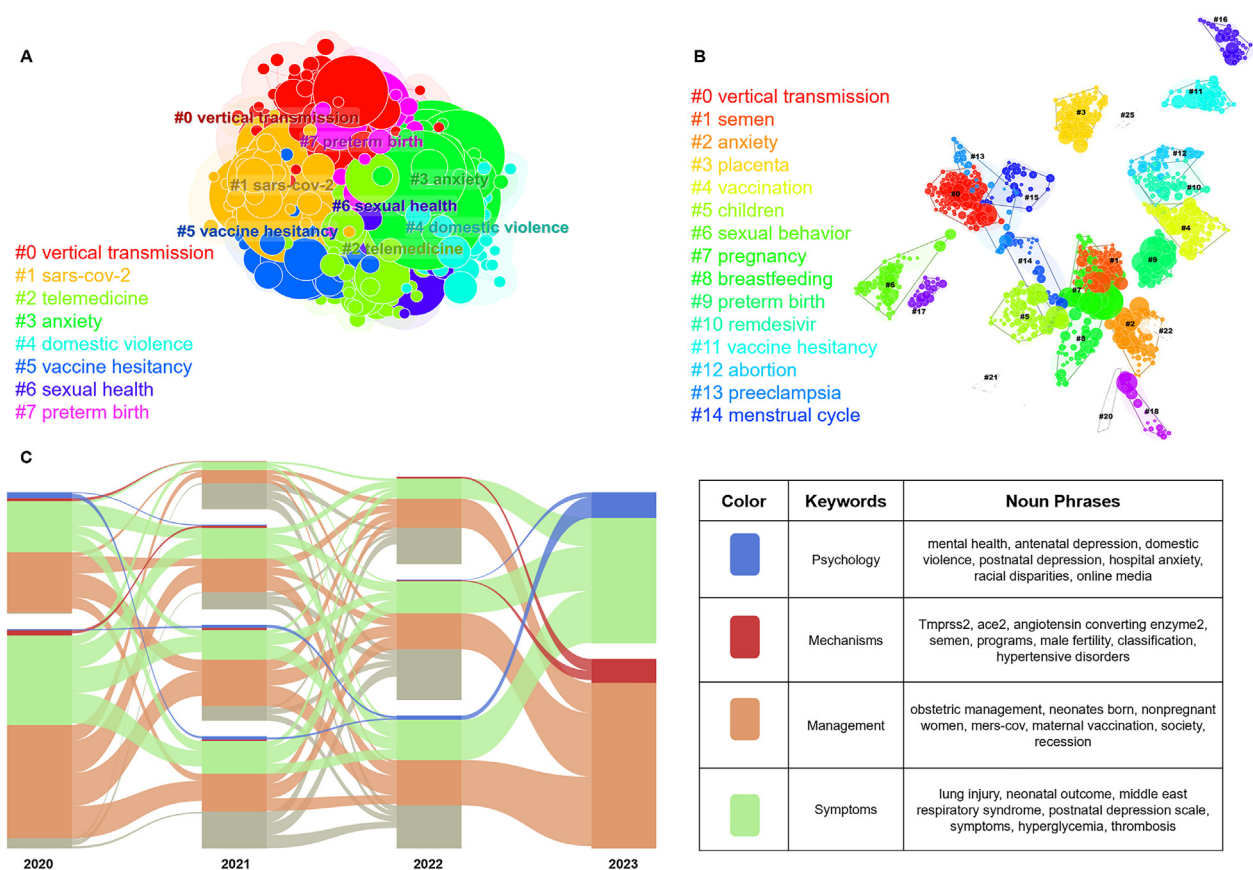 A
#0 vertical transmission
#7 preterm birth
#1 sars-cov-2
#3 anxiety
#6 sexual health
#5 vaccine hesitancy
#4 domestic violence
#2 telemedicine
#0 vertical transmission
#1 sars-cov-2
#2 telemedicine
#3 anxiety
#4 domestic violence
#5 vaccine hesitancy
#6 sexual health
#7 preterm birth
B
#0 vertical transmission
#1 semen
#2 anxiety
#3 placenta
#4 vaccination
#5 children
#6 sexual behavior
#7 pregnancy
#8 breastfeeding
#9 preterm birth
#10 remdesivir
#11 vaccine hesitancy
#12 abortion
#13 preeclampsia
#14 menstrual cycle
#16
#11
#3
#25
#12
#13
#10
#0
#15
#4
#14
#9
#1
#6
#7
#17
#5
#2
#22
#8
#21
#20
#18
C
2020
2021
2022
2023
Color
Keywords
Noun Phrases
Psychology
mental health, antenatal depression, domestic
violence, postnatal depression, hospital anxiety,
racial disparities, online media
Mechanisms
Tmprss2, ace2, angiotensin converting enzyme2,
semen, programs, male fertility, classification,
hypertensive disorders
Management
obstetric management, neonates born, nonpregnant
women, mers-cov, maternal vaccination, society,
recession
Symptoms
lung injury, neonatal outcome, middle east
respiratory syndrome, postnatal depression scale,
symptoms, hyperglycemia, thrombosis